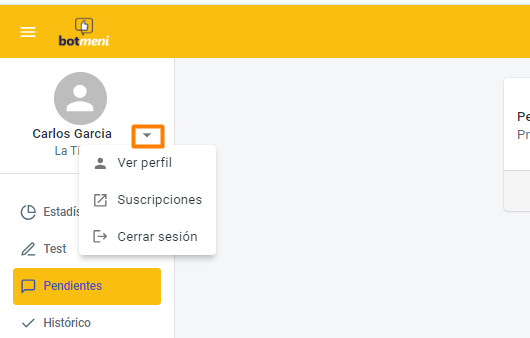 botmeni
Carlos Garcia
La Ti
Ver perfil
Suscripciones
Cerrar sesión
Estadís
Test
Pendientes
Histórico
Pe
Pr